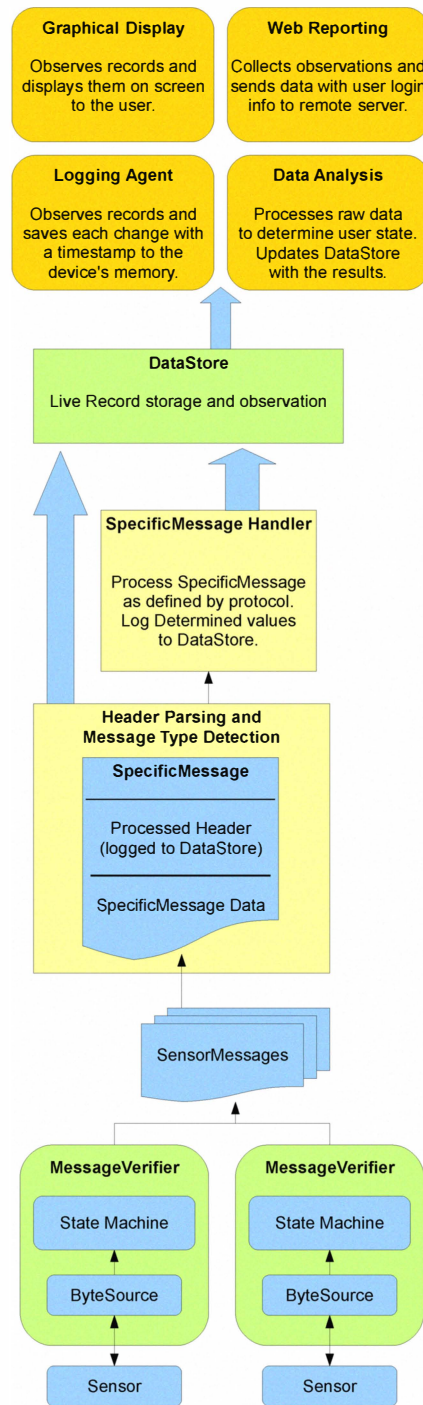 Graphical Display
Observes records and
displays them on screen
to the user.
Web Reporting
Collects observations and
sends data with user login
info to remote server.
Logging Agent
Observes records and
saves each change with
a timestamp to the
device's memory.
Data Analysis
Processes raw data
to determine user state.
Updates DataStore
with the results.
DataStore
Live Record storage and observation
SpecificMessage Handler
Process SpecificMessage
as defined by protocol.
Log Determined values
to DataStore.
Header Parsing and
Message Type Detection
SpecificMessage
Processed Header
(logged to DataStore)
SpecificMessage Data
SensorMessages
MessageVerifier
State Machine
ByteSource
Sensor
MessageVerifier
State Machine
ByteSource
Sensor